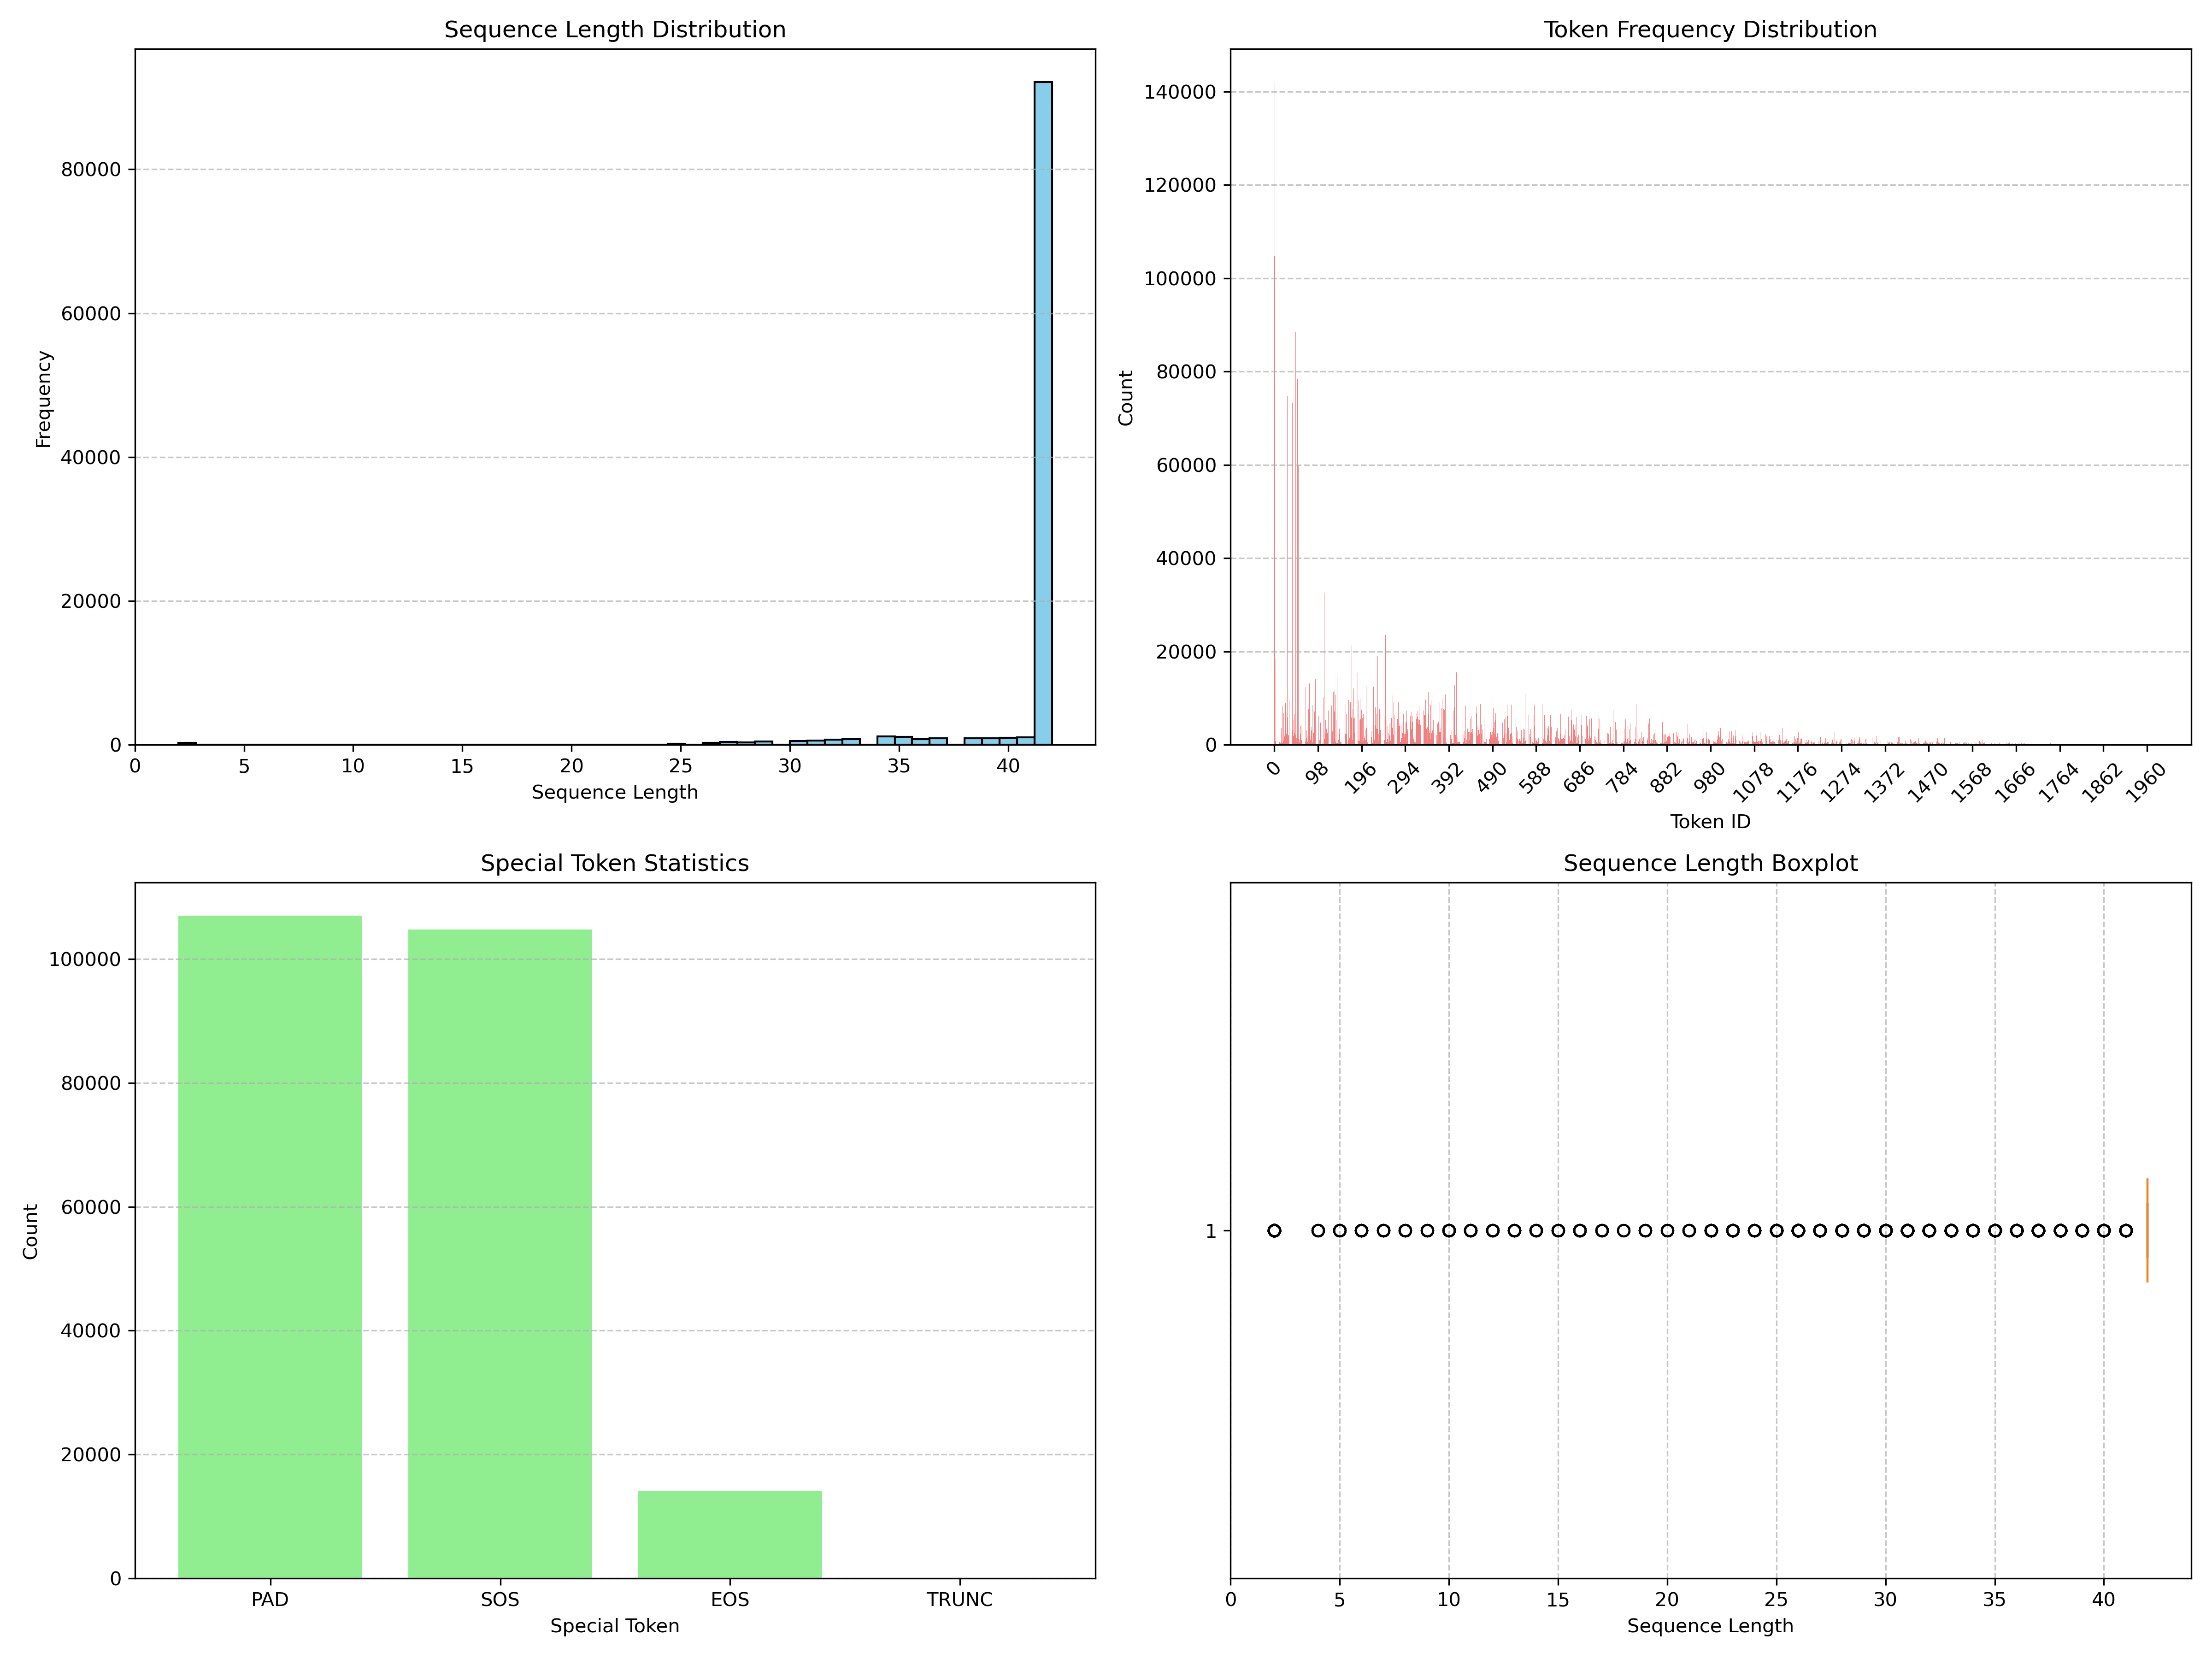 Sequence Length Distribution
Frequency
80000
60000
40000
20000
0
0 5 10 15 20 25 30 35 40
Sequence Length
Token Frequency Distribution
Count
140000
120000
100000
80000
60000
40000
20000
0
0 98 196 294 392 490 588 686 784 882 980 1078 1176 1274 1372 1470 1568 1666 1764 1862 1960
Token ID
Special Token Statistics
Count
100000
80000
60000
40000
20000
0
PAD SOS EOS TRUNC
Special Token
Sequence Length Boxplot
1
0 5 10 15 20 25 30 35 40
Sequence Length